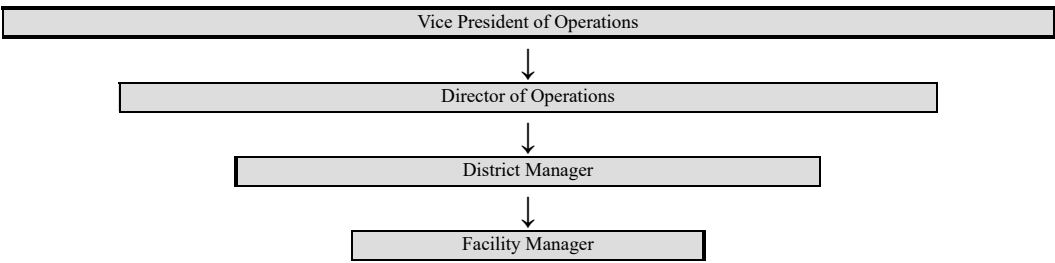 Vice President of Operations
Director of Operations
District Manager
Facility Manager